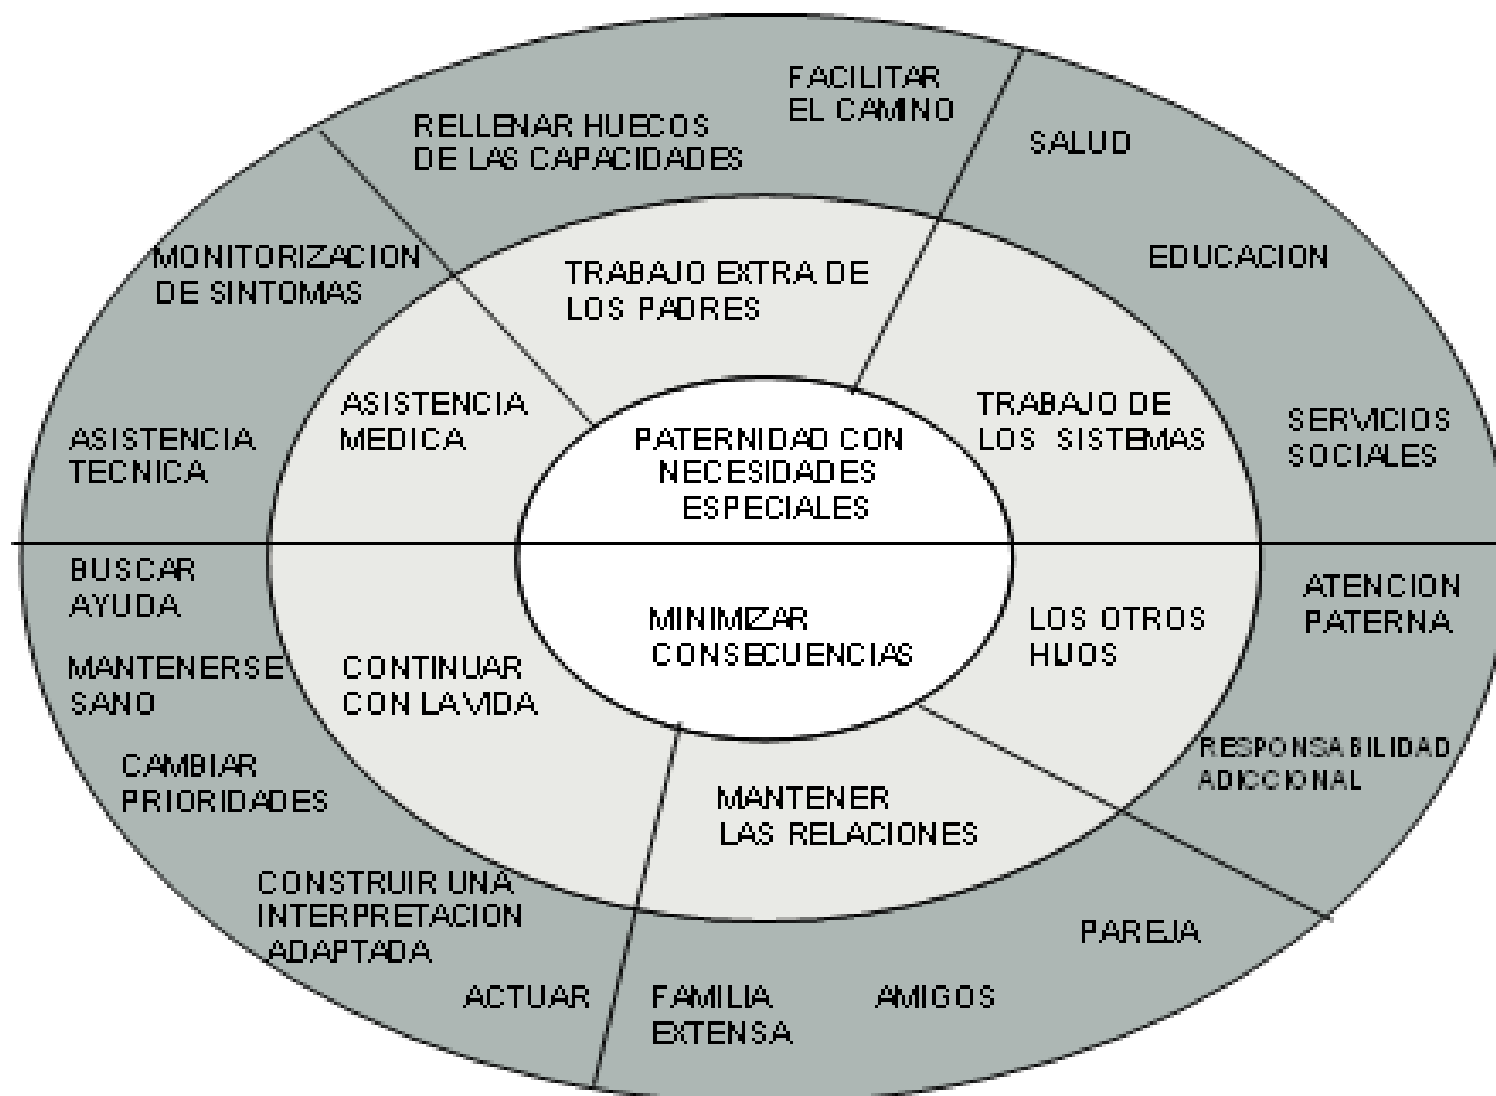 FACILITAR
EL CAMINO
RELLENAR HUECOS
DE LAS CAPACIDADES
SALUD
MONITORIZACION
DE SINTOMAS
EDUCACION
TRABAJO EXTRA DE
LOS PADRES
ASISTENCIA
MEDICA
TRABAJO DE
LOS SISTEMAS
ASISTENCIA
TECNICA
SERVICIOS
SOCIALES
PATERNIDAD CON
NECESIDADES
ESPECIALES
BUSCAR
AYUDA
ATENCION
PATERNA
MINIMIZAR
CONSECUENCIAS
LOS OTROS
HIJOS
MANTENERSE
SANO
CONTINUAR
CON LA VIDA
CAMBIAR
PRIORIDADES
RESPONSABILIDAD
ADICCIONAL
MANTENER
LAS RELACIONES
CONSTRUIR UNA
INTERPRETACION
ADAPTADA
PAREJA
ACTUAR
FAMILIA
EXTENSA
AMIGOS